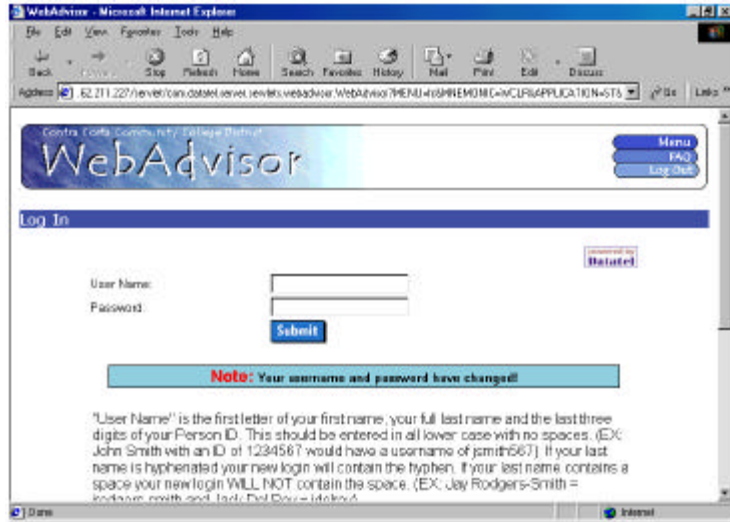 WebAdvisor - Microsoft Internet Explorer
File Edit View Favorites Tools Help
Back Stop Refresh Home Search Favorites History Mail Print Edit Discuss
Address Links
Contra Costa Community College District
WebAdvisor
Menu
FAQ
Log Out
Log In
powered by
Datatel
User Name:
Password:
Submit
Note: Your username and password have changed!
"User Name" is the first letter of your first name, your full last name and the last three
digits of your Person ID. This should be entered in all lower case with no spaces. (EX:
John Smith with an ID of 1234567 would have a username of jsmith567) If your last
name is hyphenated your new login will contain the hyphen, if your last name contains a
space your new login WILL NOT contain the space. (EX: Jay Rodgers-Smith =
Done Internet